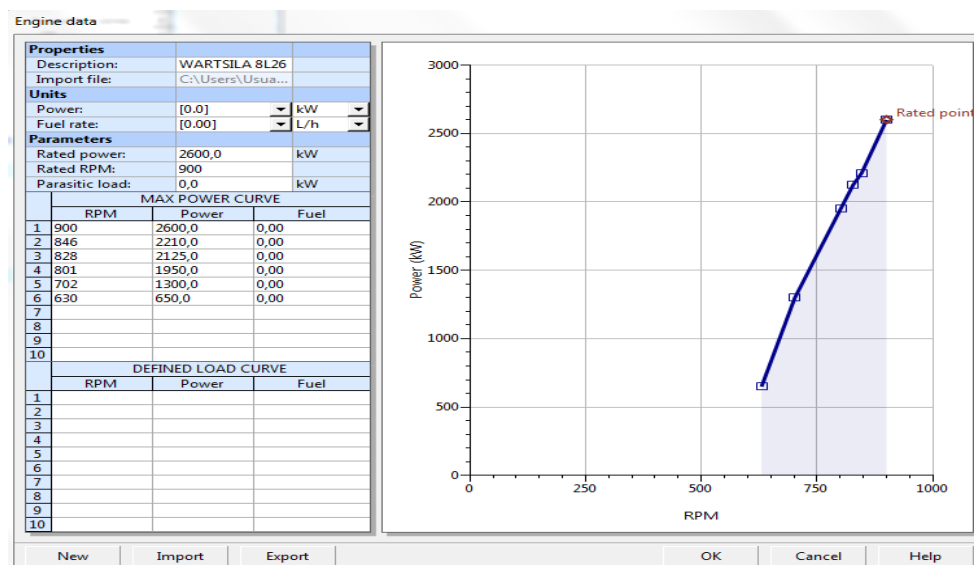 Engine data
Properties
Description: WARTSILA 8L26
Import file: C:\Users\Usua...
Units
Power: [0.0] kW
Fuel rate: [0.00] L/h
Parameters
Rated power: 2600,0 kW
Rated RPM: 900
Parasitic load: 0,0 kW
MAX POWER CURVE
RPM Power Fuel
1 900 2600,0 0,00
2 846 2210,0 0,00
3 828 2125,0 0,00
4 801 1950,0 0,00
5 702 1300,0 0,00
6 630 650,0 0,00
7
8
9
10
DEFINED LOAD CURVE
RPM Power Fuel
1
2
3
4
5
6
7
8
9
10
3000
2500
2000
1500
1000
500
0
Power (kW)
Rated point
0 250 500 750 1000
RPM
New Import Export OK Cancel Help